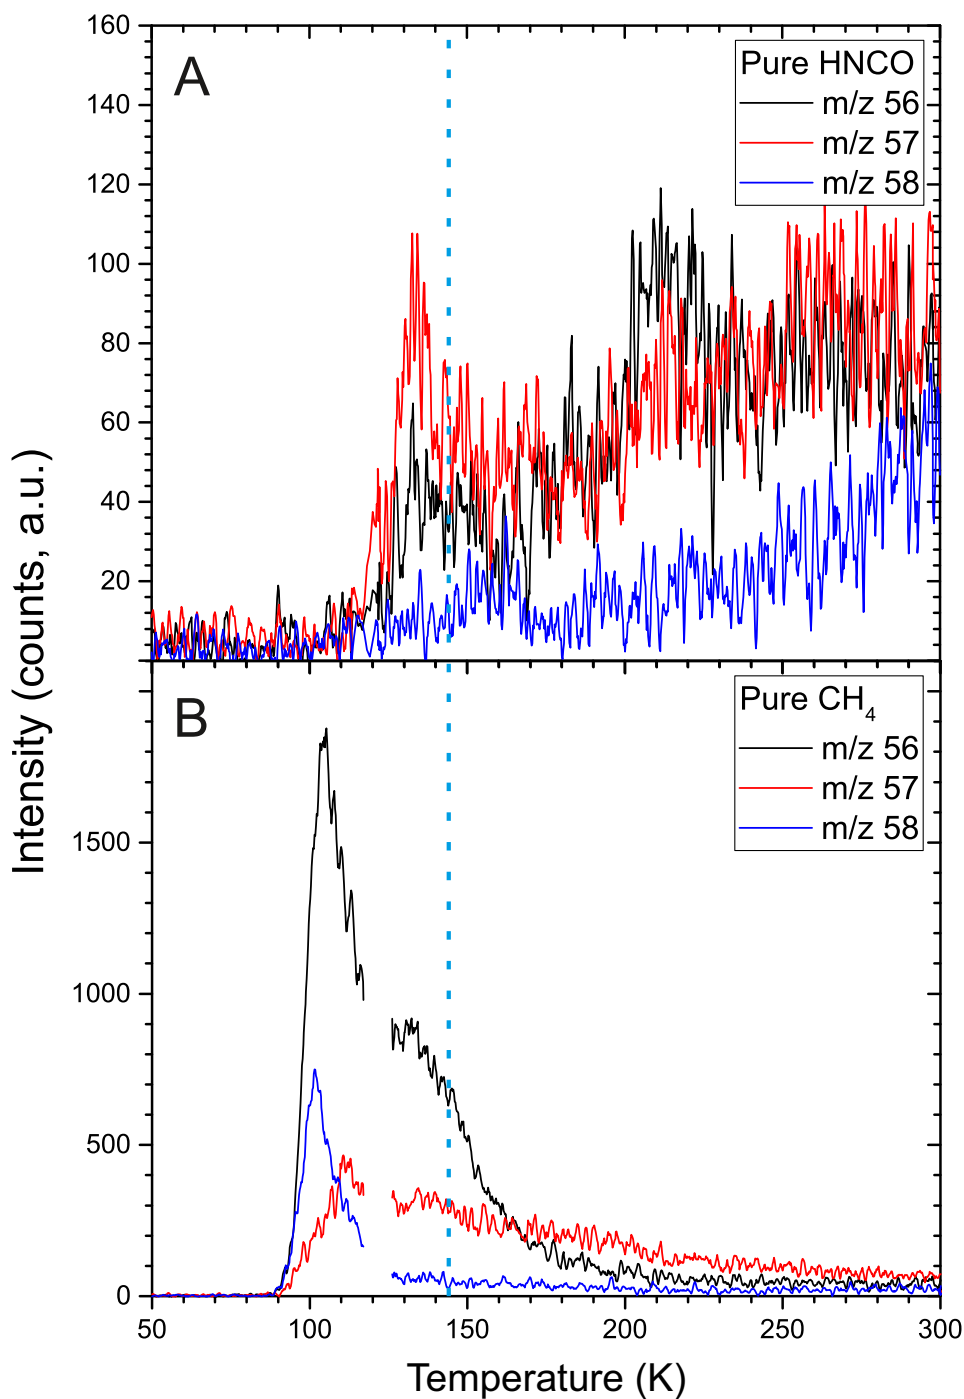 160
140
120
100
80
60
40
20
A
Pure HNCO
m/z 56
m/z 57
m/z 58
Intensity (counts, a.u.)
B
Pure CH₄
m/z 56
m/z 57
m/z 58
1500
1000
500
0
50 100 150 200 250 300
Temperature (K)